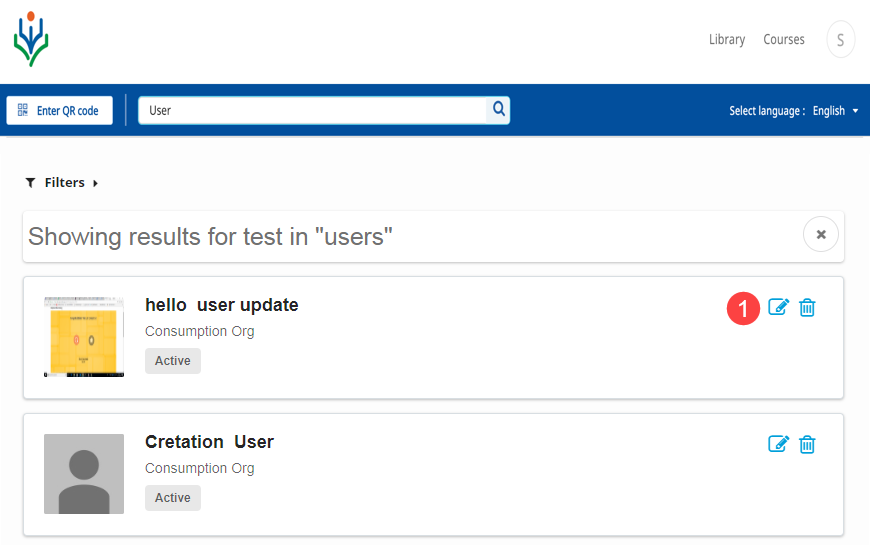 Library Courses S
Enter QR code User Select language : English
Filters
Showing results for test in "users"
hello user update
1
Consumption Org
Active
Cretation User
Consumption Org
Active